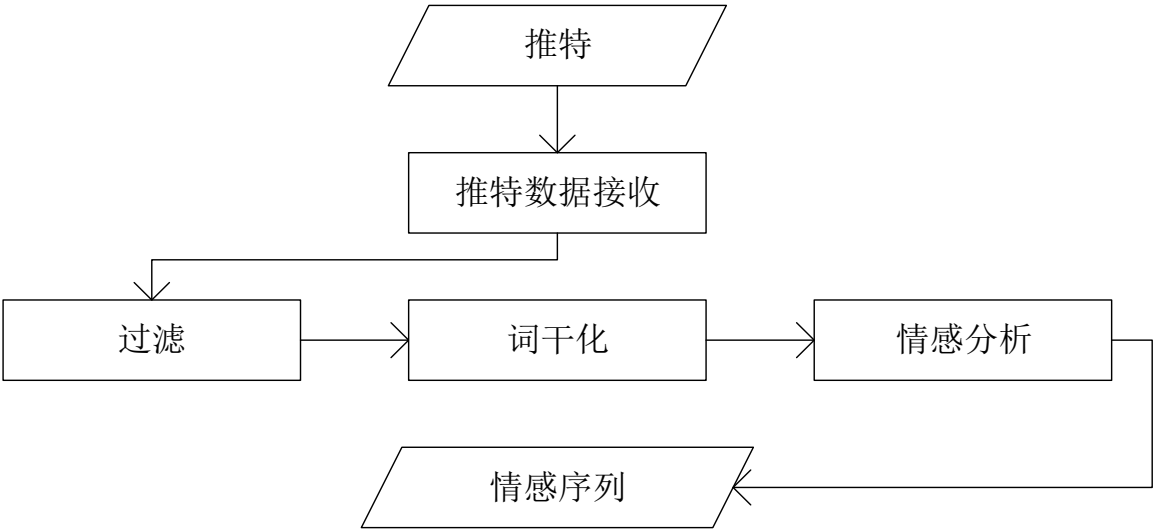 推特
推特数据接收
过滤
词干化
情感分析
情感序列